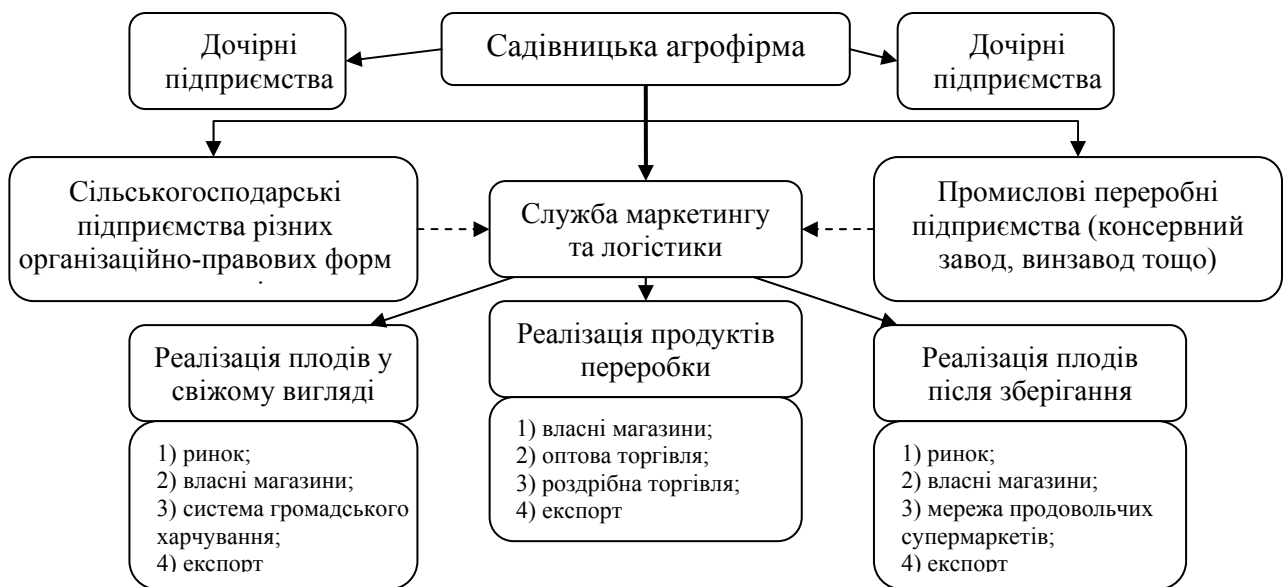 Дочірні
підприємства
Садівницька агрофірма
Дочірні
підприємства
Сільськогосподарські
підприємства різних
організаційно-правових форм
Служба маркетингу
та логістики
Промислові переробні
підприємства (консервний
завод, винзавод тощо)
Реалізація плодів у
свіжому вигляді
1) ринок;
2) власні магазини;
3) система громадського
харчування;
4) експорт
Реалізація продуктів
переробки
1) власні магазини;
2) оптова торгівля;
3) роздрібна торгівля;
4) експорт
Реалізація плодів
після зберігання
1) ринок;
2) власні магазини;
3) мережа продовольчих
супермаркетів;
4) експорт